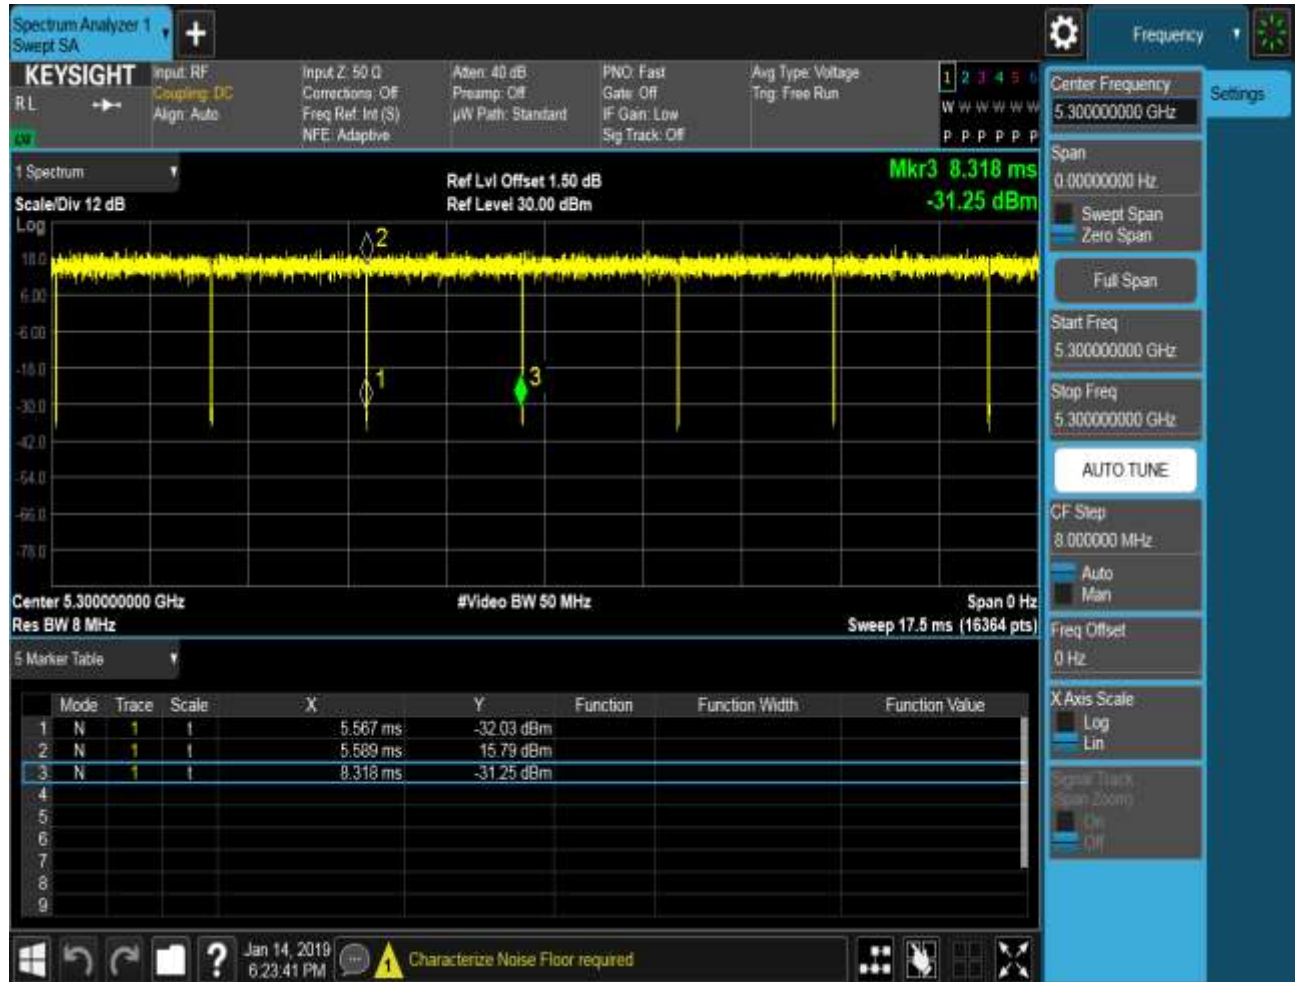 Spectrum Analyzer 1
Swept SA
+
Frequency
KEYSIGHT
RL
Input: RF
Coupling: DC
Align: Auto
Input Z: 50 Ω
Corrections: Off
Freq Ref: Int (S)
NFE: Adaptive
Atten: 40 dB
Preamp: Off
µW Path: Standard
PNO: Fast
Gate: Off
IF Gain: Low
Sig Track: Off
Avg Type: Voltage
Trig: Free Run
1 2 3 4 5 6
W W W W W W
P P P P P P
1 Spectrum
Scale/Div 12 dB
Log
Ref Lvl Offset 1.50 dB
Ref Level 30.00 dBm
Mkr3 8.318 ms
-31.25 dBm
18.0
6.00
-6.00
-18.0
-30.0
-42.0
-54.0
-66.0
-78.0
2
1
3
Center 5.300000000 GHz
#Video BW 50 MHz
Span 0 Hz
Res BW 8 MHz
Sweep 17.5 ms (16364 pts)
5 Marker Table
Mode Trace Scale X Y Function Function Width Function Value
1 N 1 t 5.567 ms -32.03 dBm
2 N 1 t 5.589 ms 15.79 dBm
3 N 1 t 8.318 ms -31.25 dBm
4
5
6
7
8
9
Center Frequency
5.300000000 GHz
Settings
Span
0.00000000 Hz
Swept Span
Zero Span
Full Span
Start Freq
5.300000000 GHz
Stop Freq
5.300000000 GHz
AUTO TUNE
CF Step
8.000000 MHz
Auto
Man
Freq Offset
0 Hz
X Axis Scale
Log
Lin
Signal Track
(Span Zoom)
On
Off
?
Jan 14, 2019
6:23:41 PM
1
Characterize Noise Floor required